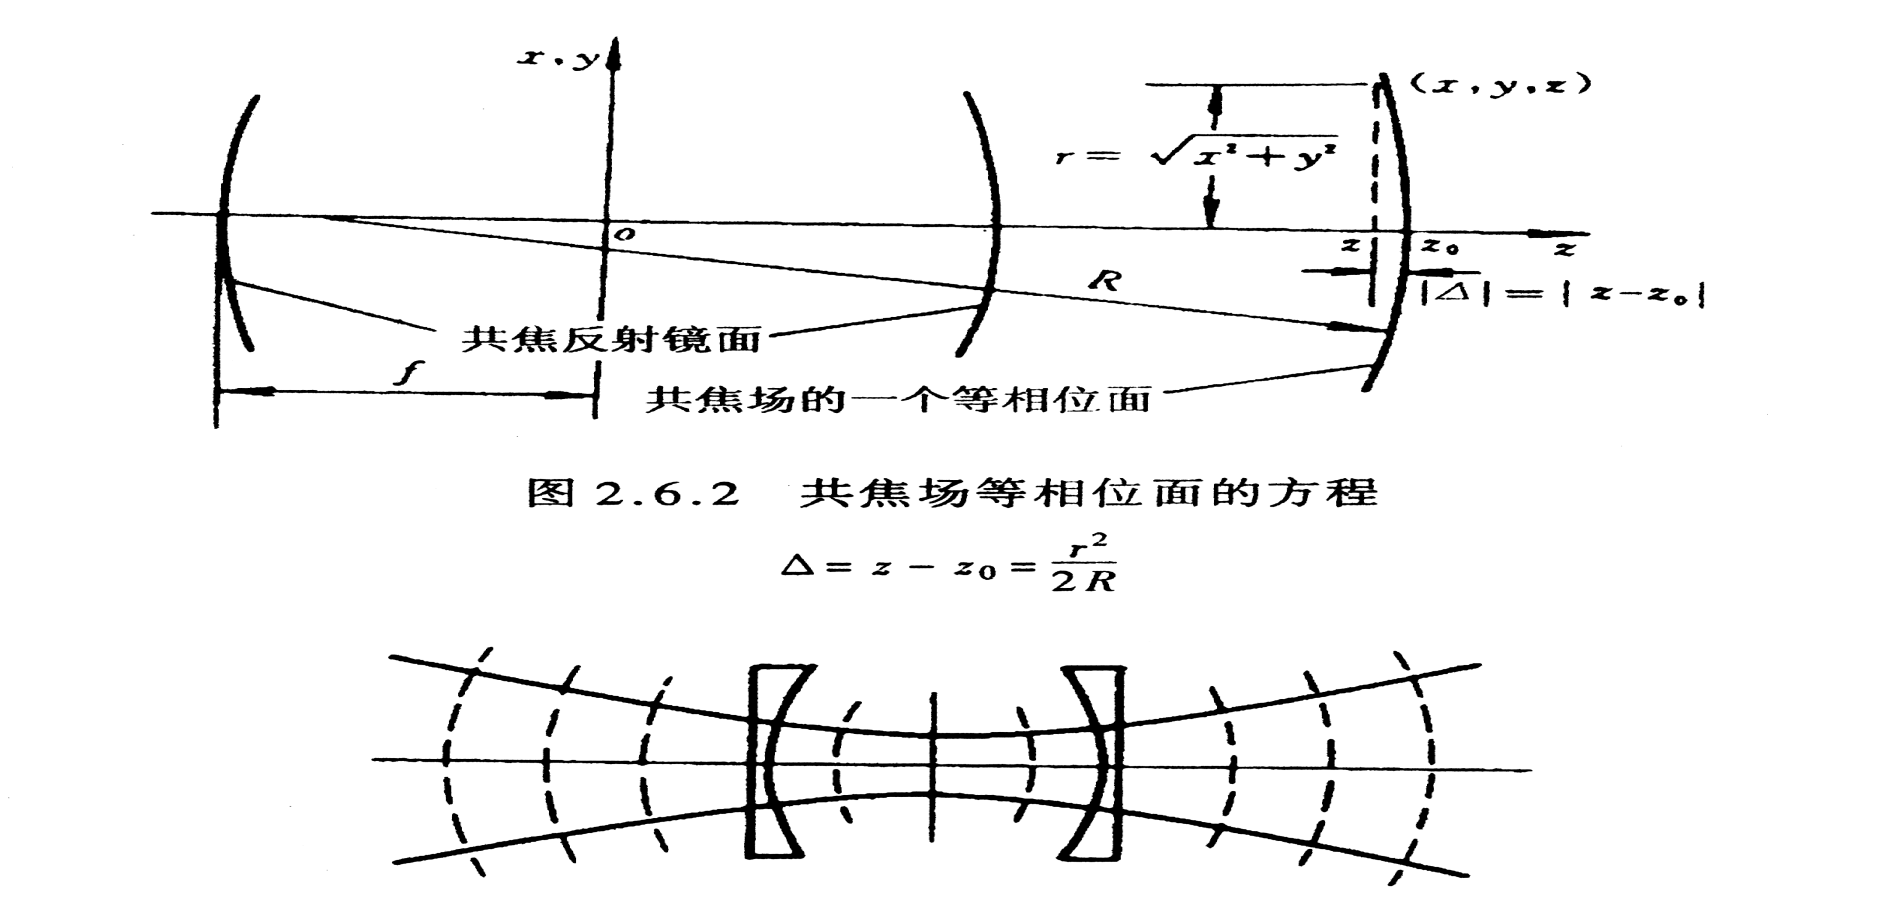 x,y
(x,y,z)
r= √x²+y²
o
z
z₀
z
R
|Δ|=|z-z₀|
共焦反射镜面
f
共焦场的一个等相位面
图 2.6.2 共焦场等相位面的方程
Δ= z - z₀ = r²/2R